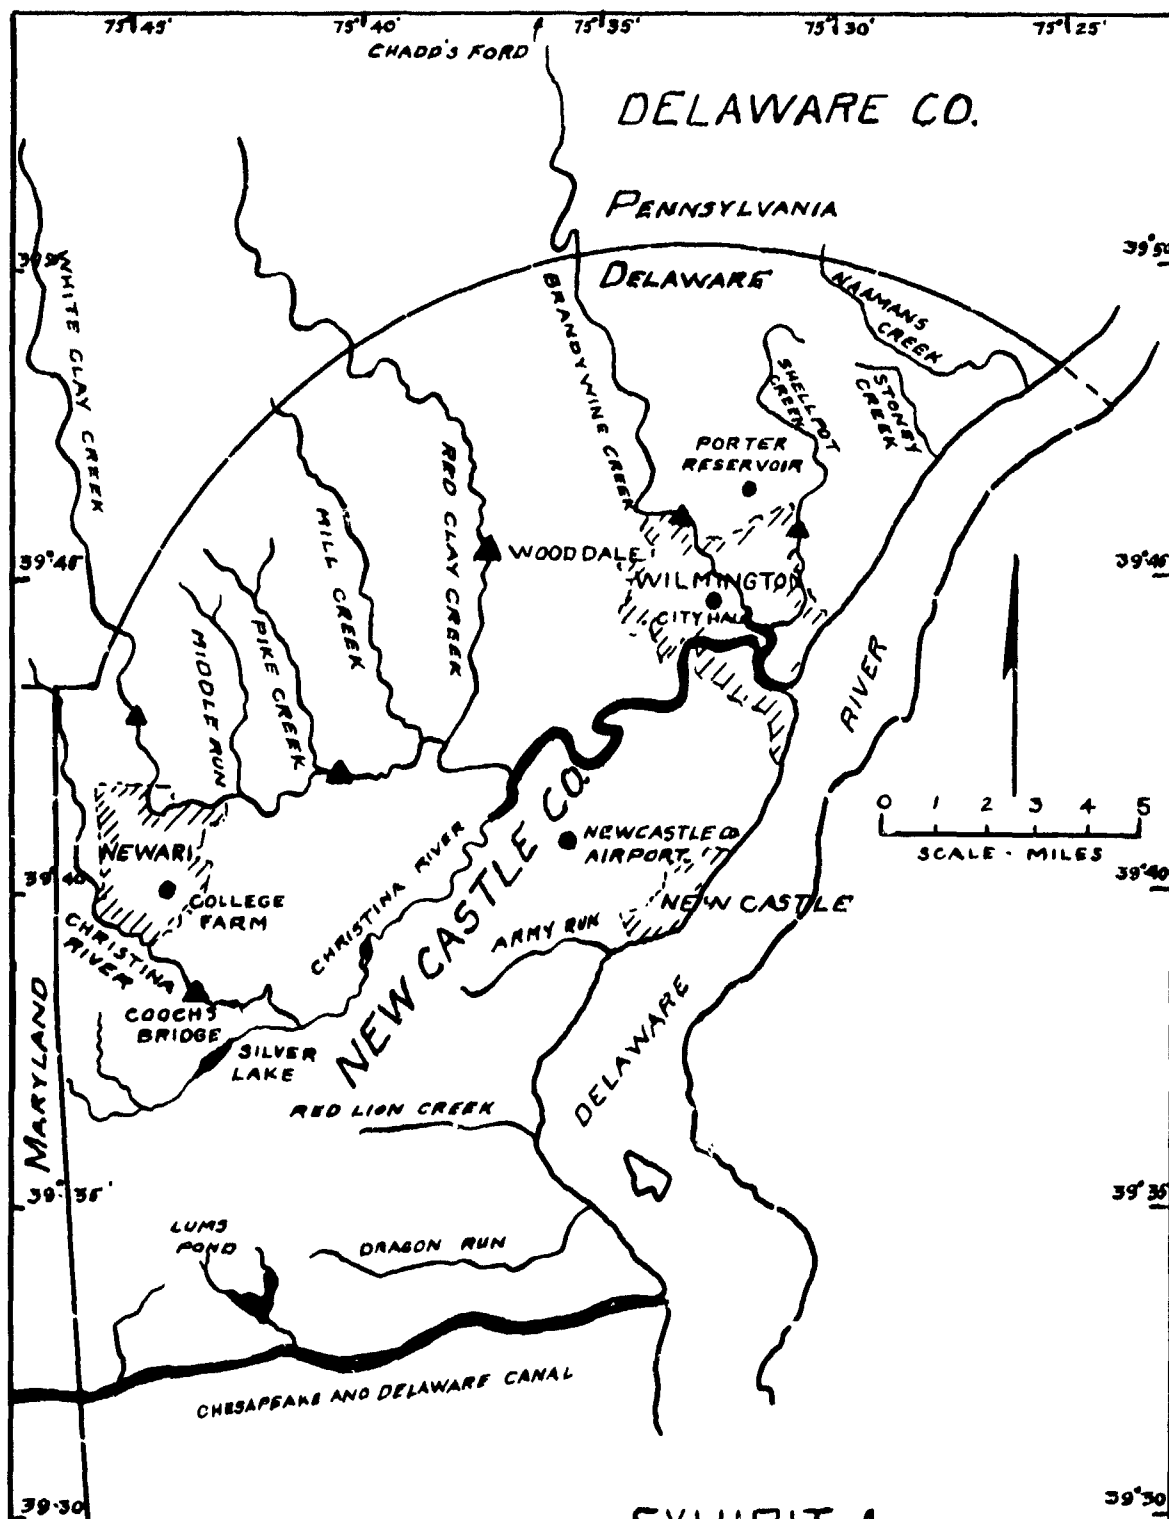 75°45'
75°40'
75°35'
75°30'
75°25'
CHADD'S FORD
DELAWARE CO.
PENNSYLVANIA
DELAWARE
39°50
WHITE CLAY CREEK
BRANDYWINE CREEK
NAAMANS
CREEK
SHELLPOT
CREEK
STONEY
CREEK
RED CLAY CREEK
PORTER
RESERVOIR
MILL CREEK
39°45
WOODDALE
39°45
WILMINGTON
CITY HALL
PIKE CREEK
MIDDLE RUN
RIVER
0 1 2 3 4 5
SCALE - MILES
NEWARK
COLLEGE
FARM
39°40
39°40
CHRISTINA RIVER
NEW CASTLE CO.
NEWCASTLE CO
AIRPORT
NEW CASTLE
ARMY RUN
CHRISTINA
RIVER
COOCHS
BRIDGE
SILVER
LAKE
DELAWARE
MARYLAND
RED LION CREEK
39°35'
39°35'
LUMS
POND
DRAGON RUN
CHESAPEAKE AND DELAWARE CANAL
39-30
39°30